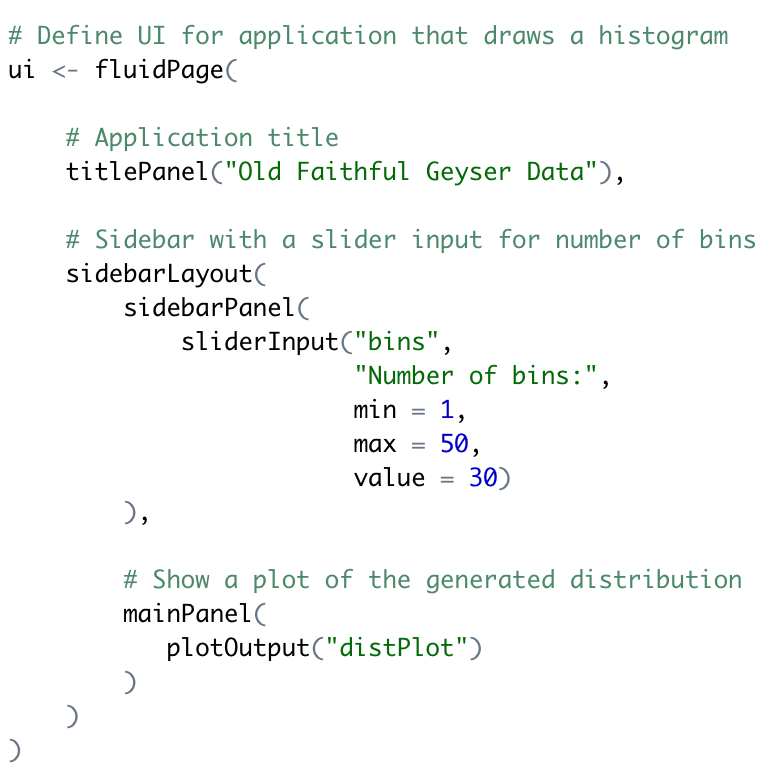 # Define UI for application that draws a histogram
ui <- fluidPage(

    # Application title
    titlePanel("Old Faithful Geyser Data"),

    # Sidebar with a slider input for number of bins
    sidebarLayout(
        sidebarPanel(
            sliderInput("bins",
                        "Number of bins:",
                        min = 1,
                        max = 50,
                        value = 30)
        ),

        # Show a plot of the generated distribution
        mainPanel(
           plotOutput("distPlot")
        )
    )
)